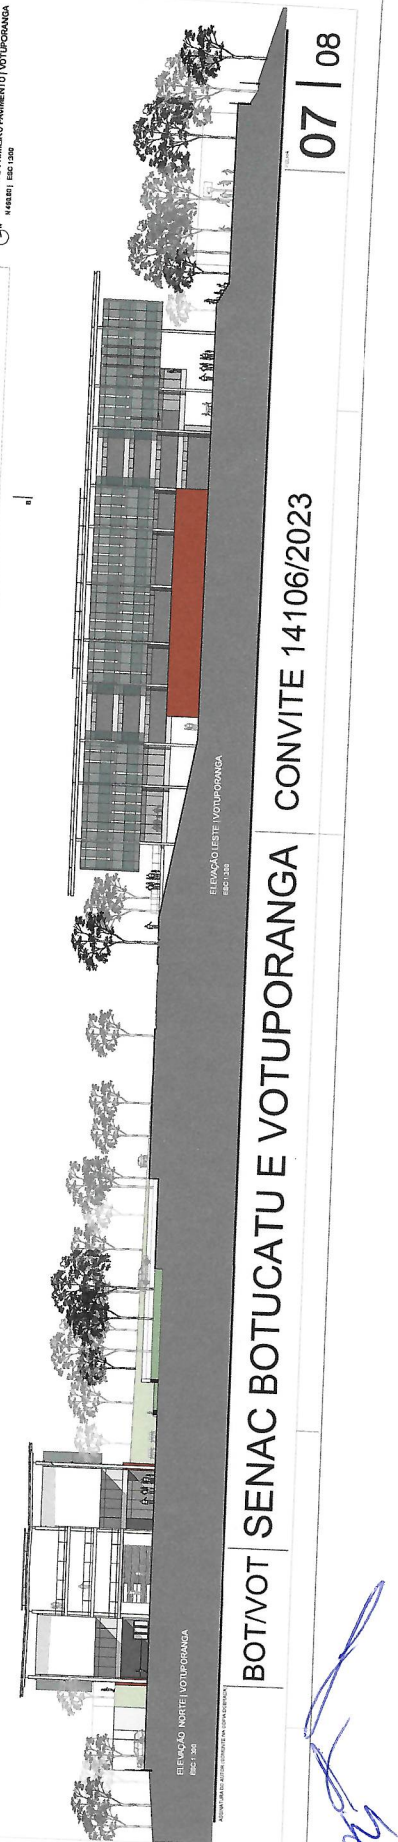 PAVIMENTO | VOTUPORANGA
ESC 1:300
B
ELEVAÇÃO NORTE | VOTUPORANGA
ESC 1:300
ELEVAÇÃO LESTE | VOTUPORANGA
ESC 1:300
BOT/VOT | SENAC BOTUCATU E VOTUPORANGA | CONVITE 14106/2023
07 | 08